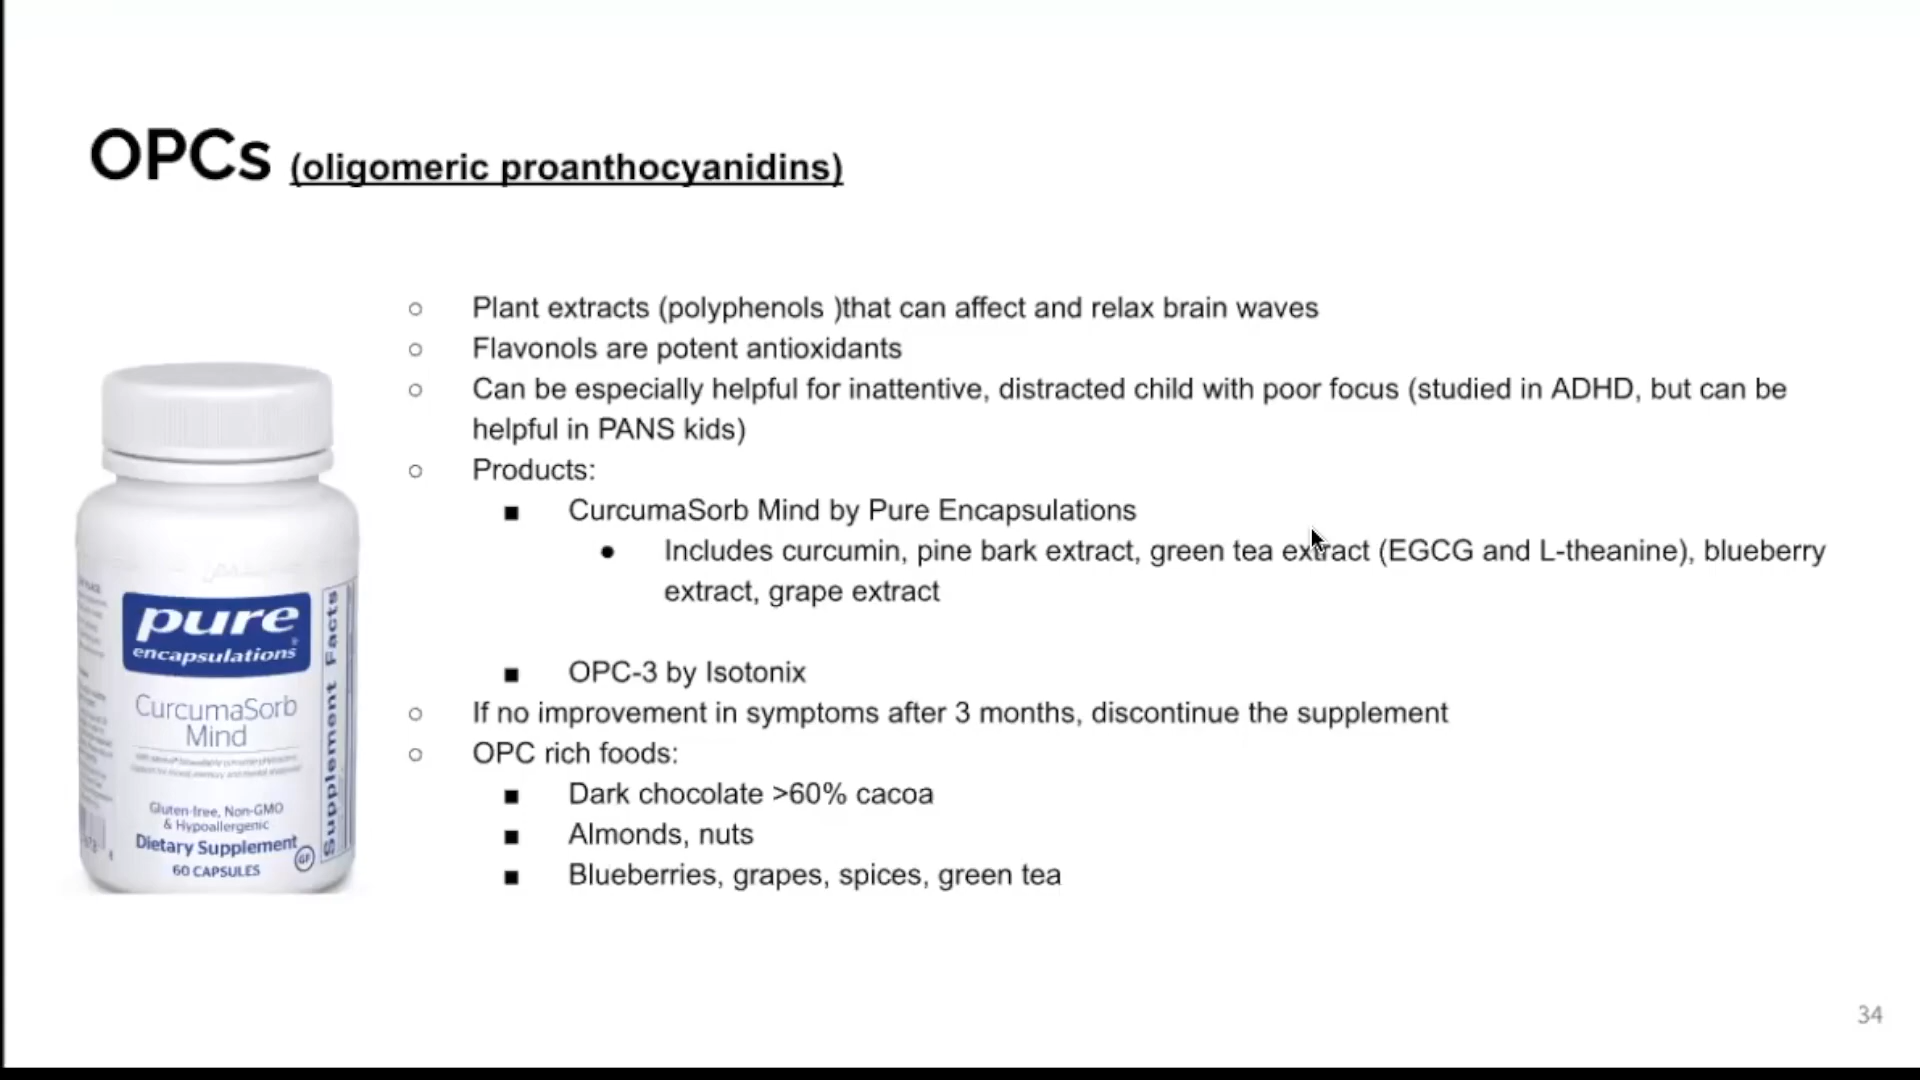 OPCs (oligomeric proanthocyanidins)
Plant extracts (polyphenols )that can affect and relax brain waves
Flavonols are potent antioxidants
Can be especially helpful for inattentive, distracted child with poor focus (studied in ADHD, but can be
helpful in PANS kids)
Products:
CurcumaSorb Mind by Pure Encapsulations
Includes curcumin, pine bark extract, green tea extract (EGCG and L-theanine), blueberry
extract, grape extract
OPC-3 by Isotonix
If no improvement in symptoms after 3 months, discontinue the supplement
OPC rich foods:
Dark chocolate >60% cacoa
Almonds, nuts
Blueberries, grapes, spices, green tea
pure
encapsulations
CurcumaSorb
Mind
Gluten-free, Non-GMO
& Hypoallergenic
Dietary Supplement
60 CAPSULES
GF
Supplement Facts
34